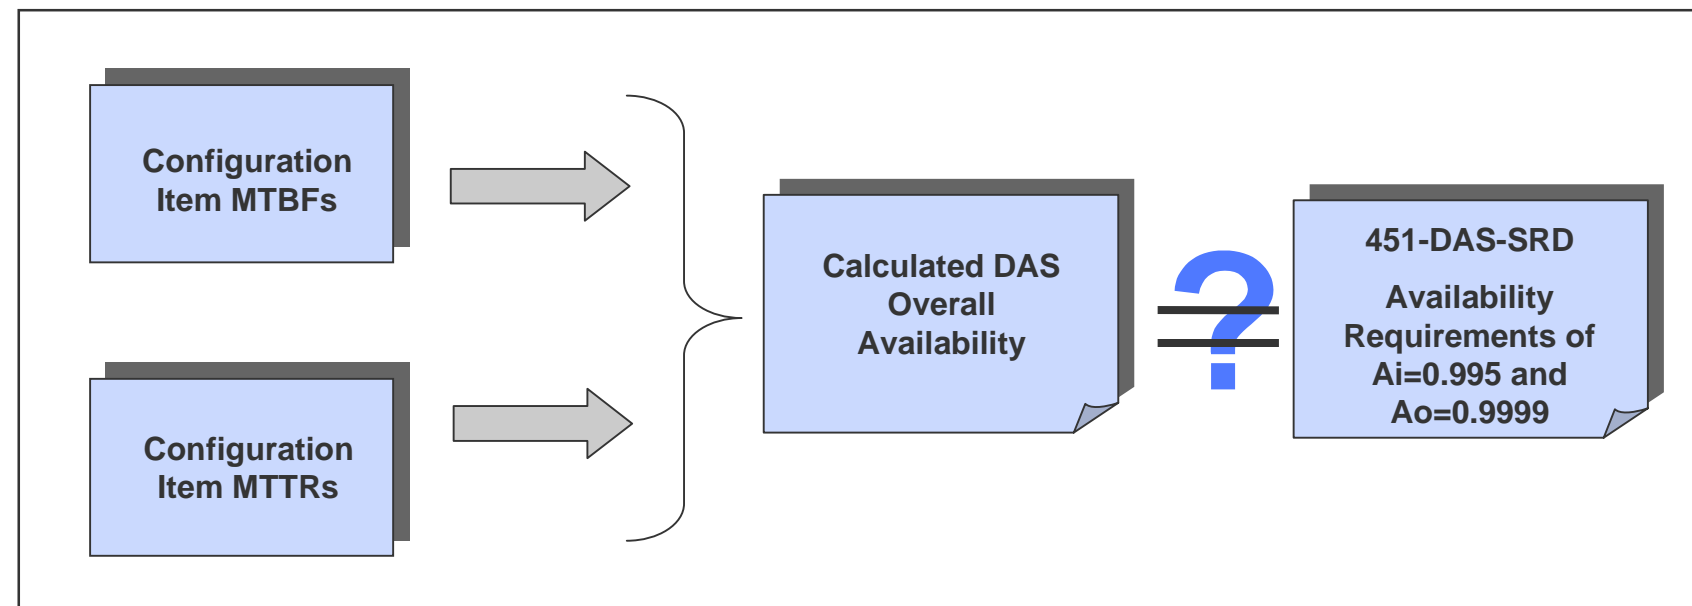 Configuration
Item MTBFs
Configuration
Item MTTRs
Calculated DAS
Overall
Availability
?
=
451-DAS-SRD
Availability
Requirements of
Ai=0.995 and
Ao=0.9999